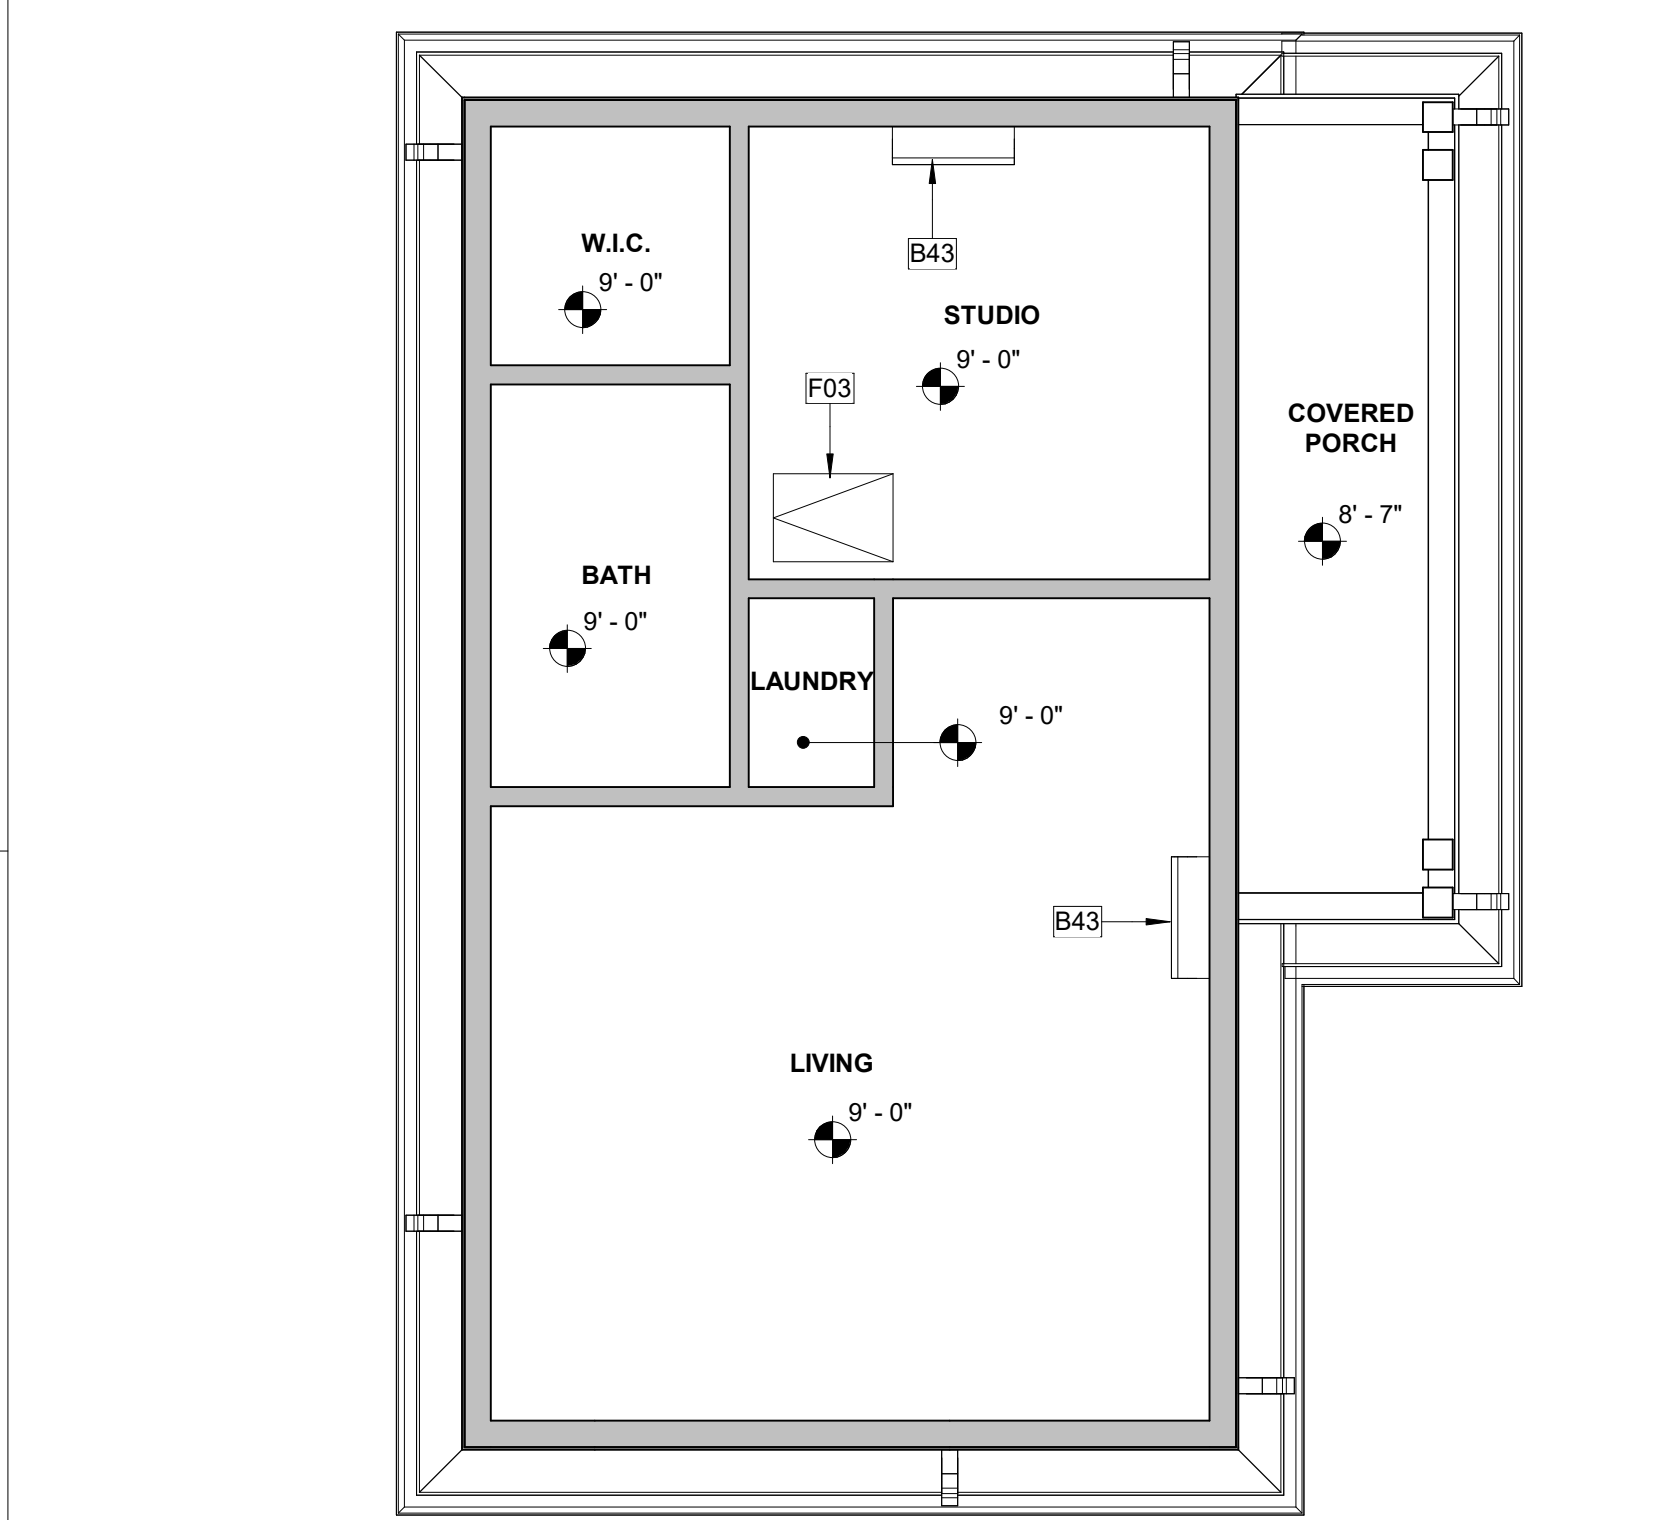 W.I.C.
9' - 0"
B43
STUDIO
9' - 0"
F03
COVERED
PORCH
8' - 7"
BATH
9' - 0"
LAUNDRY
9' - 0"
B43
LIVING
9' - 0"